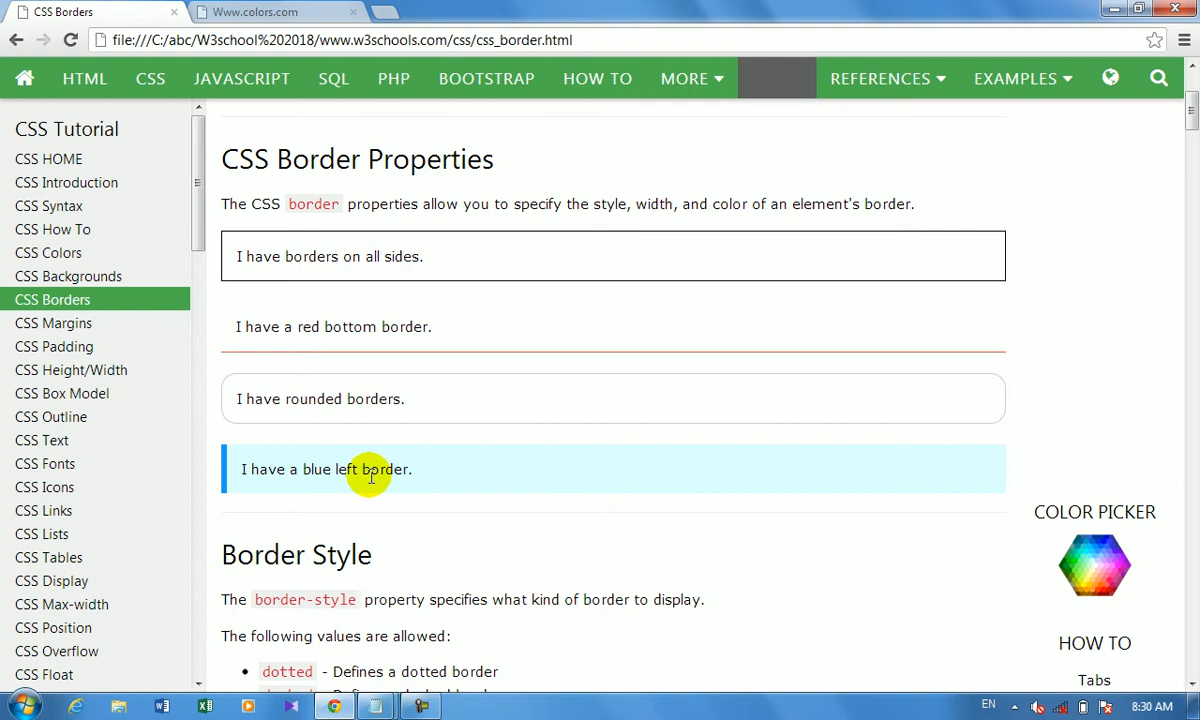 CSS Borders
Www.colors.com
file:///C:/abc/W3school%202018/www.w3schools.com/css/css_border.html
HTML CSS JAVASCRIPT SQL PHP BOOTSTRAP HOW TO MORE REFERENCES EXAMPLES
CSS Tutorial
CSS HOME
CSS Introduction
CSS Syntax
CSS How To
CSS Colors
CSS Backgrounds
CSS Borders
CSS Margins
CSS Padding
CSS Height/Width
CSS Box Model
CSS Outline
CSS Text
CSS Fonts
CSS Icons
CSS Links
CSS Lists
CSS Tables
CSS Display
CSS Max-width
CSS Position
CSS Overflow
CSS Float
CSS Border Properties
The CSS border properties allow you to specify the style, width, and color of an element's border.
I have borders on all sides.
I have a red bottom border.
I have rounded borders.
I have a blue left border.
Border Style
The border-style property specifies what kind of border to display.
The following values are allowed:
• dotted - Defines a dotted border
COLOR PICKER
HOW TO
Tabs
EN
8:30 AM